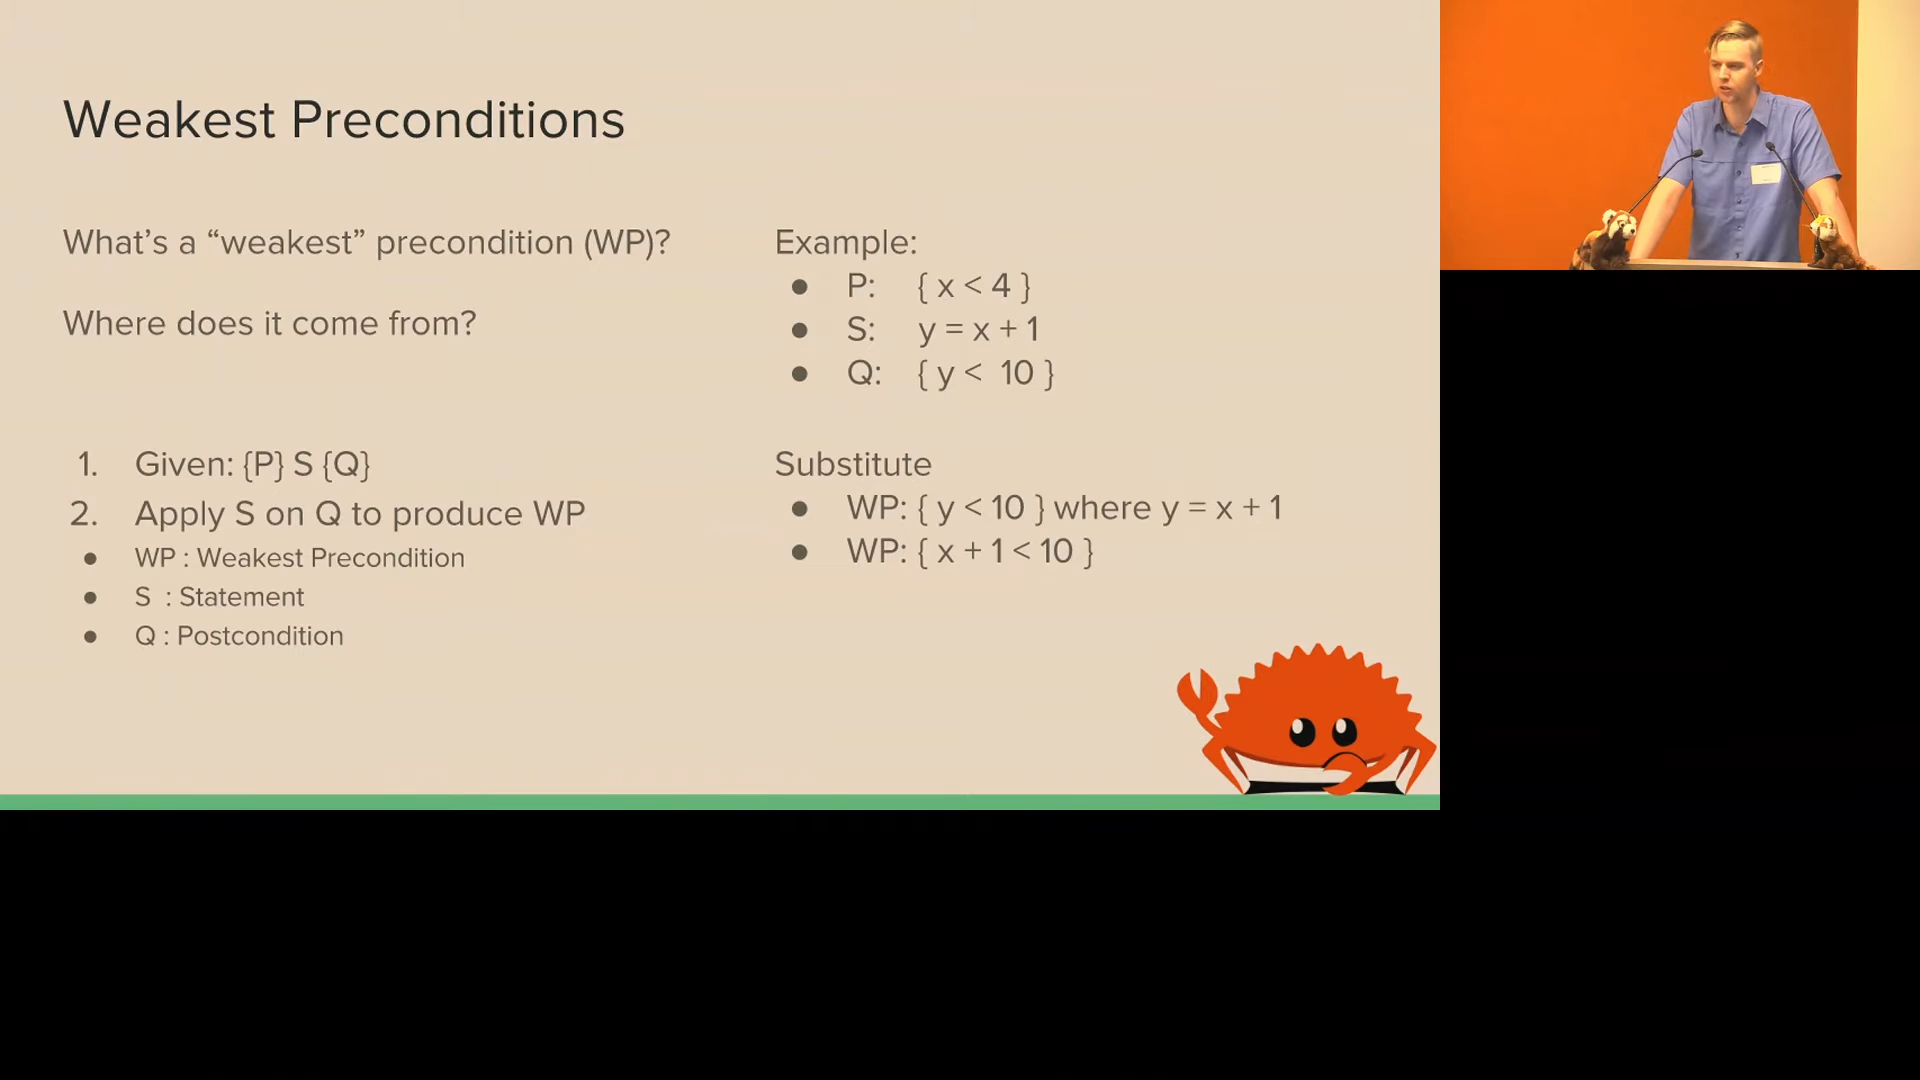 Weakest Preconditions
What’s a “weakest” precondition (WP)?
Where does it come from?
1. Given: {P} S {Q}
2. Apply S on Q to produce WP
● WP : Weakest Precondition
● S : Statement
● Q : Postcondition
Example:
● P: { x < 4 }
● S: y = x + 1
● Q: { y < 10 }
Substitute
● WP: { y < 10 } where y = x + 1
● WP: { x + 1 < 10 }